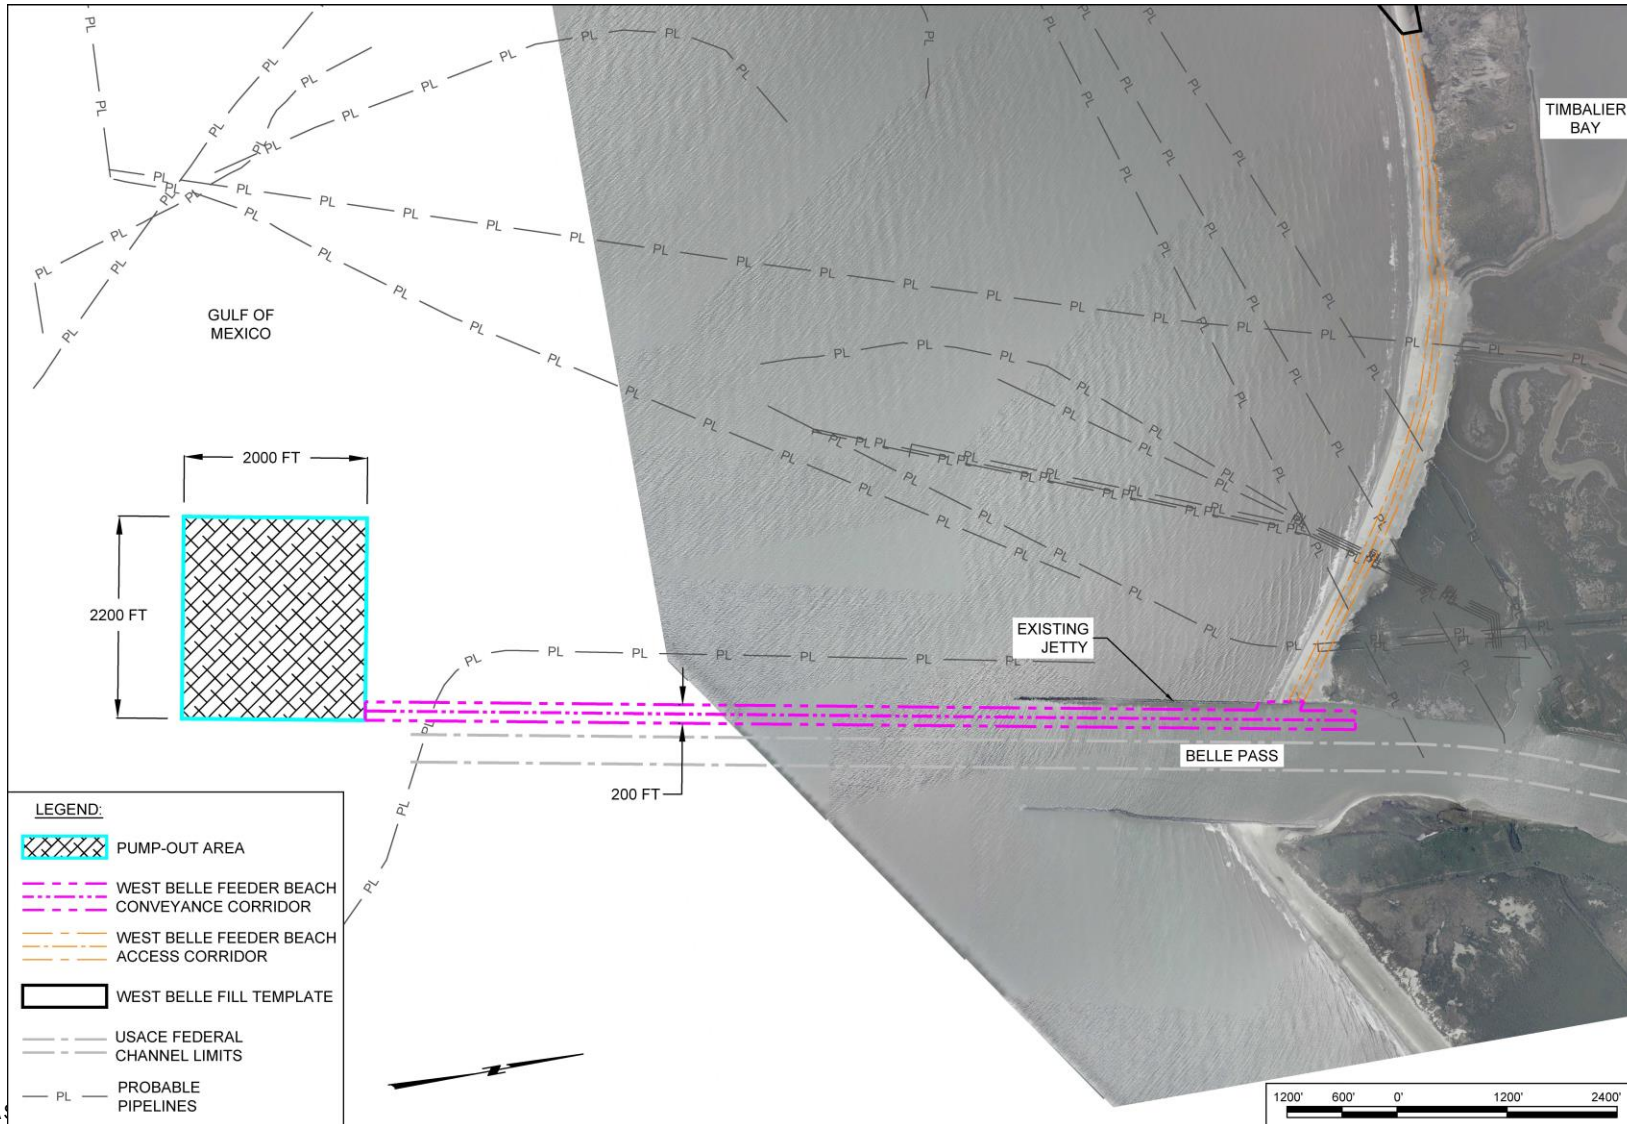 TIMBALIER
BAY
GULF OF
MEXICO
2000 FT
2200 FT
EXISTING
JETTY
BELLE PASS
200 FT
LEGEND:
PUMP-OUT AREA
WEST BELLE FEEDER BEACH
CONVEYANCE CORRIDOR
WEST BELLE FEEDER BEACH
ACCESS CORRIDOR
WEST BELLE FILL TEMPLATE
USACE FEDERAL
CHANNEL LIMITS
PL
PROBABLE
PIPELINES
1200' 600' 0' 1200' 2400'